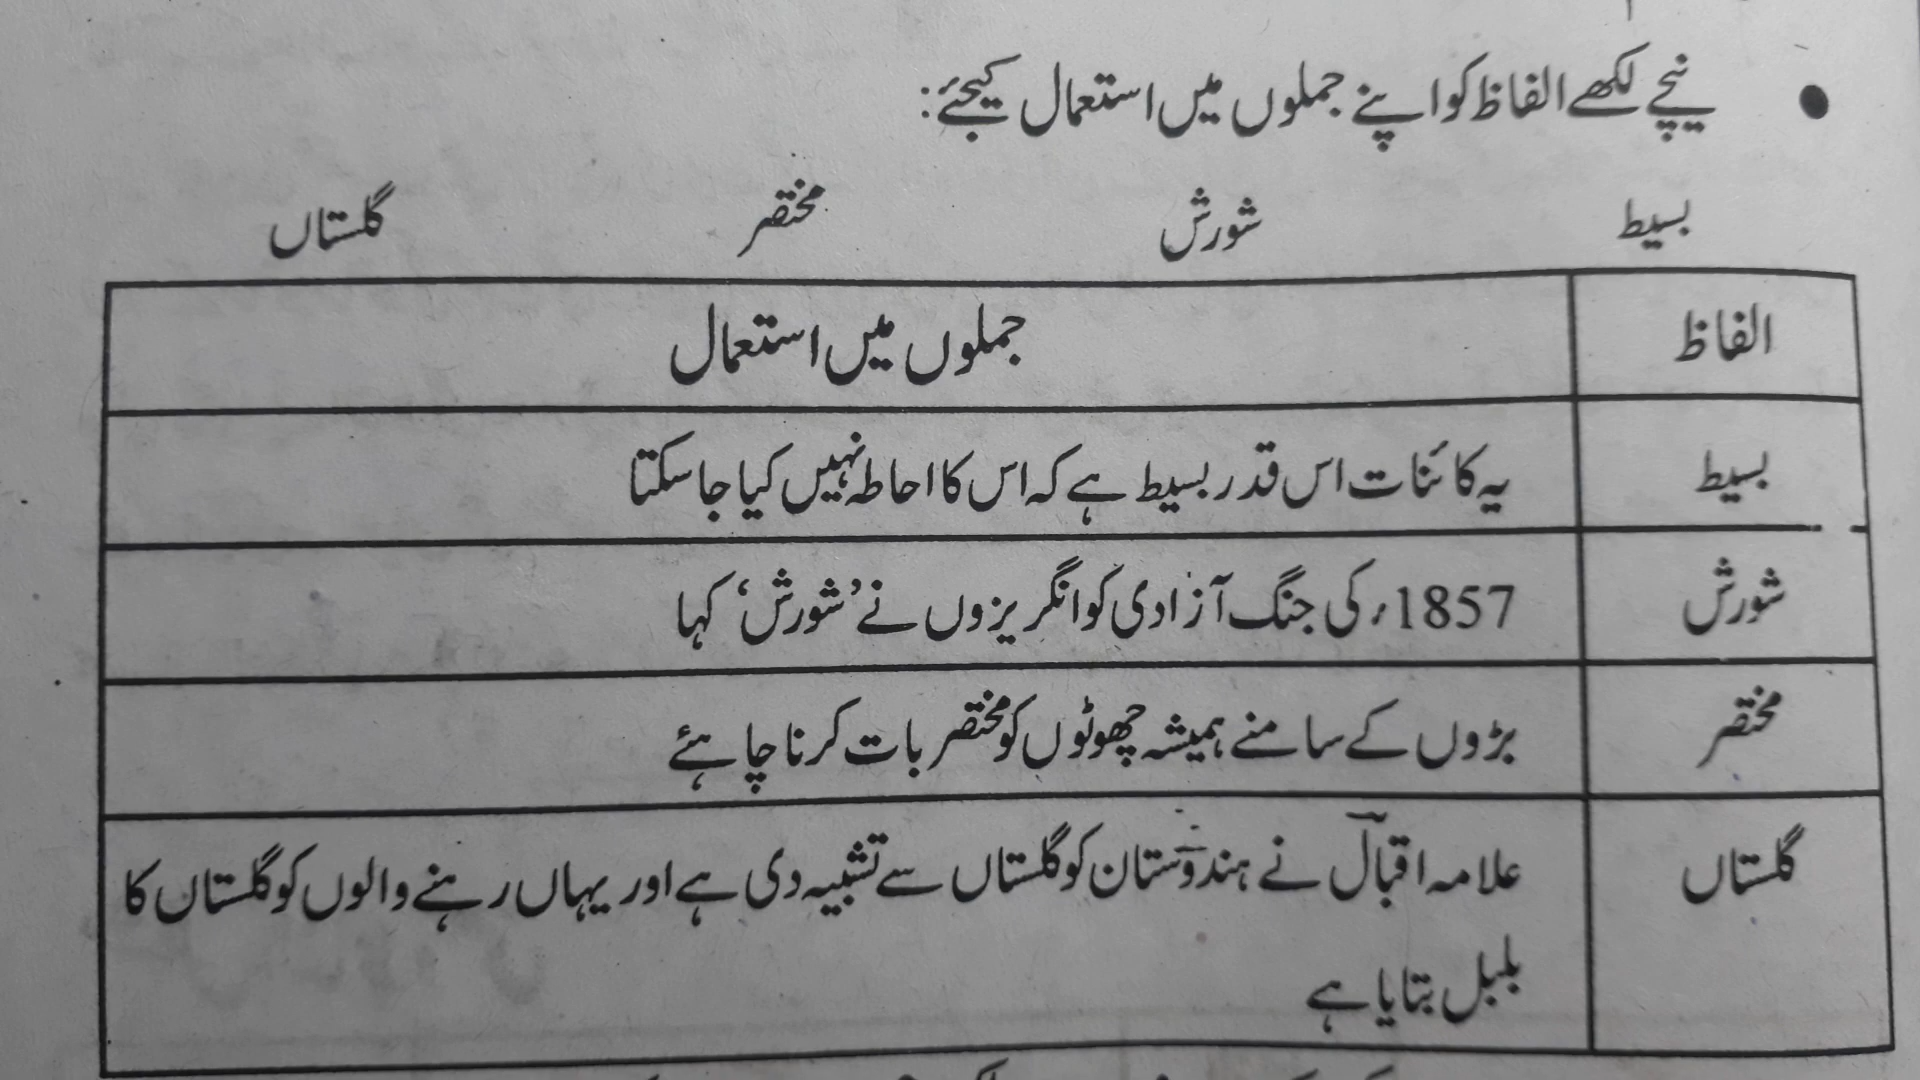 ● نیچے لکھے الفاظ کو اپنے جملوں میں استعمال کیجئے:
بسیط شورش مختصر گلستاں
الفاظ جملوں میں استعمال
بسیط یہ کائنات اس قدر بسیط ہے کہ اس کا احاطہ نہیں کیا جا سکتا
شورش 1857ء کی جنگ آزادی کو انگریزوں نے ’شورش‘ کہا
مختصر بڑوں کے سامنے ہمیشہ چھوٹوں کو مختصر بات کرنا چاہئے
گلستاں علامہ اقبالؔ نے ہندوستان کو گلستاں سے تشبیہ دی ہے اور یہاں رہنے والوں کو گلستاں کا
بلبل بتایا ہے